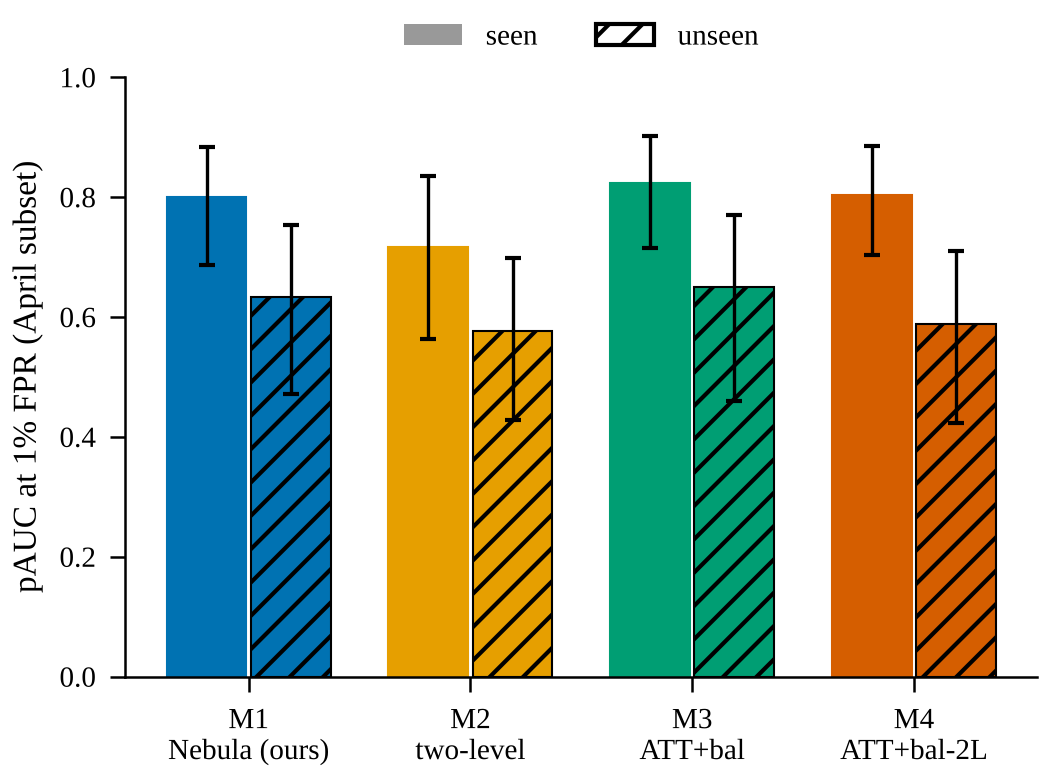 seen unseen
pAUC at 1% FPR (April subset)
1.0
0.8
0.6
0.4
0.2
0.0
M1 M2 M3 M4
Nebula (ours) two-level ATT+bal ATT+bal-2L